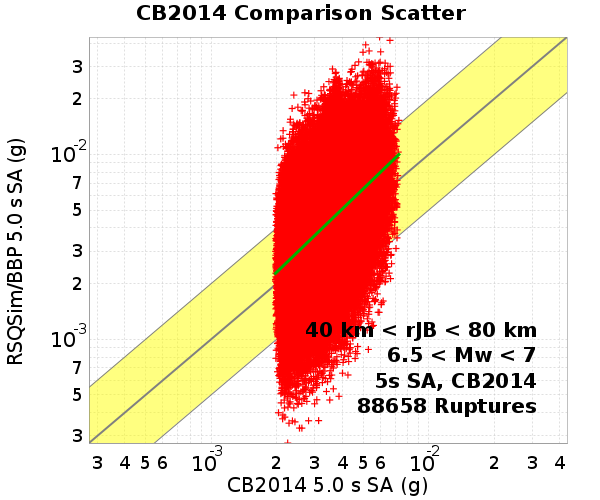 CB2014 Comparison Scatter
RSQSim/BBP 5.0 s SA (g)
3
2
10-2
7
5
3
2
10-3
7
5
3
40 km < rJB < 80 km
6.5 < Mw < 7
5s SA, CB2014
88658 Ruptures
3 4 5 6 10-3 2 3 4 5 6 10-2 2 3 4
CB2014 5.0 s SA (g)